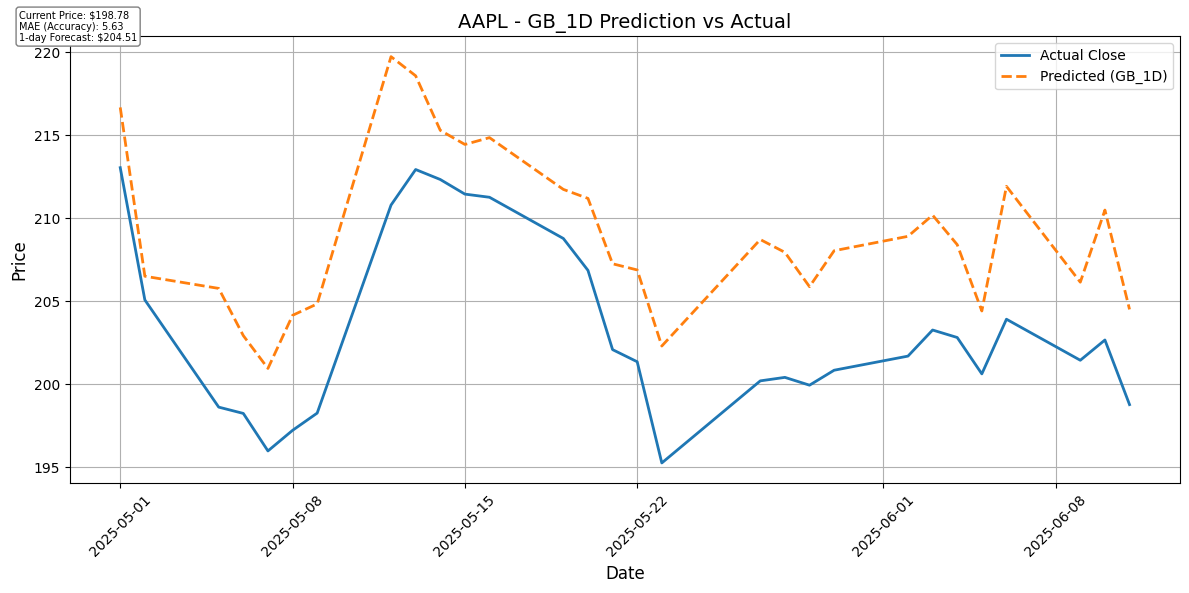 Current Price: $198.78
MAE (Accuracy): 5.63
1-day Forecast: $204.51
AAPL - GB_1D Prediction vs Actual
Actual Close
Predicted (GB_1D)
Price
220
215
210
205
200
195
2025-05-01
2025-05-08
2025-05-15
2025-05-22
2025-06-01
2025-06-08
Date